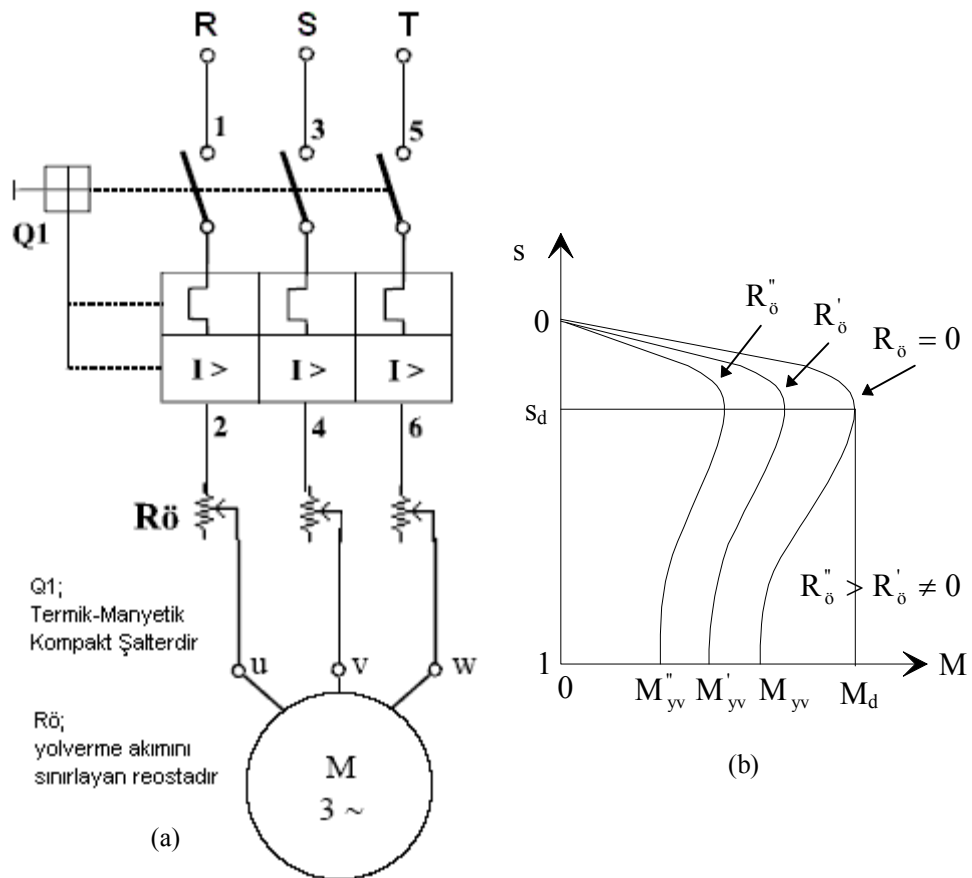 R S T
1 3 5
Q1
I > I > I >
2 4 6
Rö
Q1;
Termik-Manyetik
Kompakt Şalterdir
u v w
Rö;
yolverme akımını
sınırlayan reostadır
M
3 ~
(a)
s
R"ö
R'ö
Rö = 0
0
sd
R"ö > R'ö ≠ 0
1
M
0
M"yv M'yv Myv Md
(b)